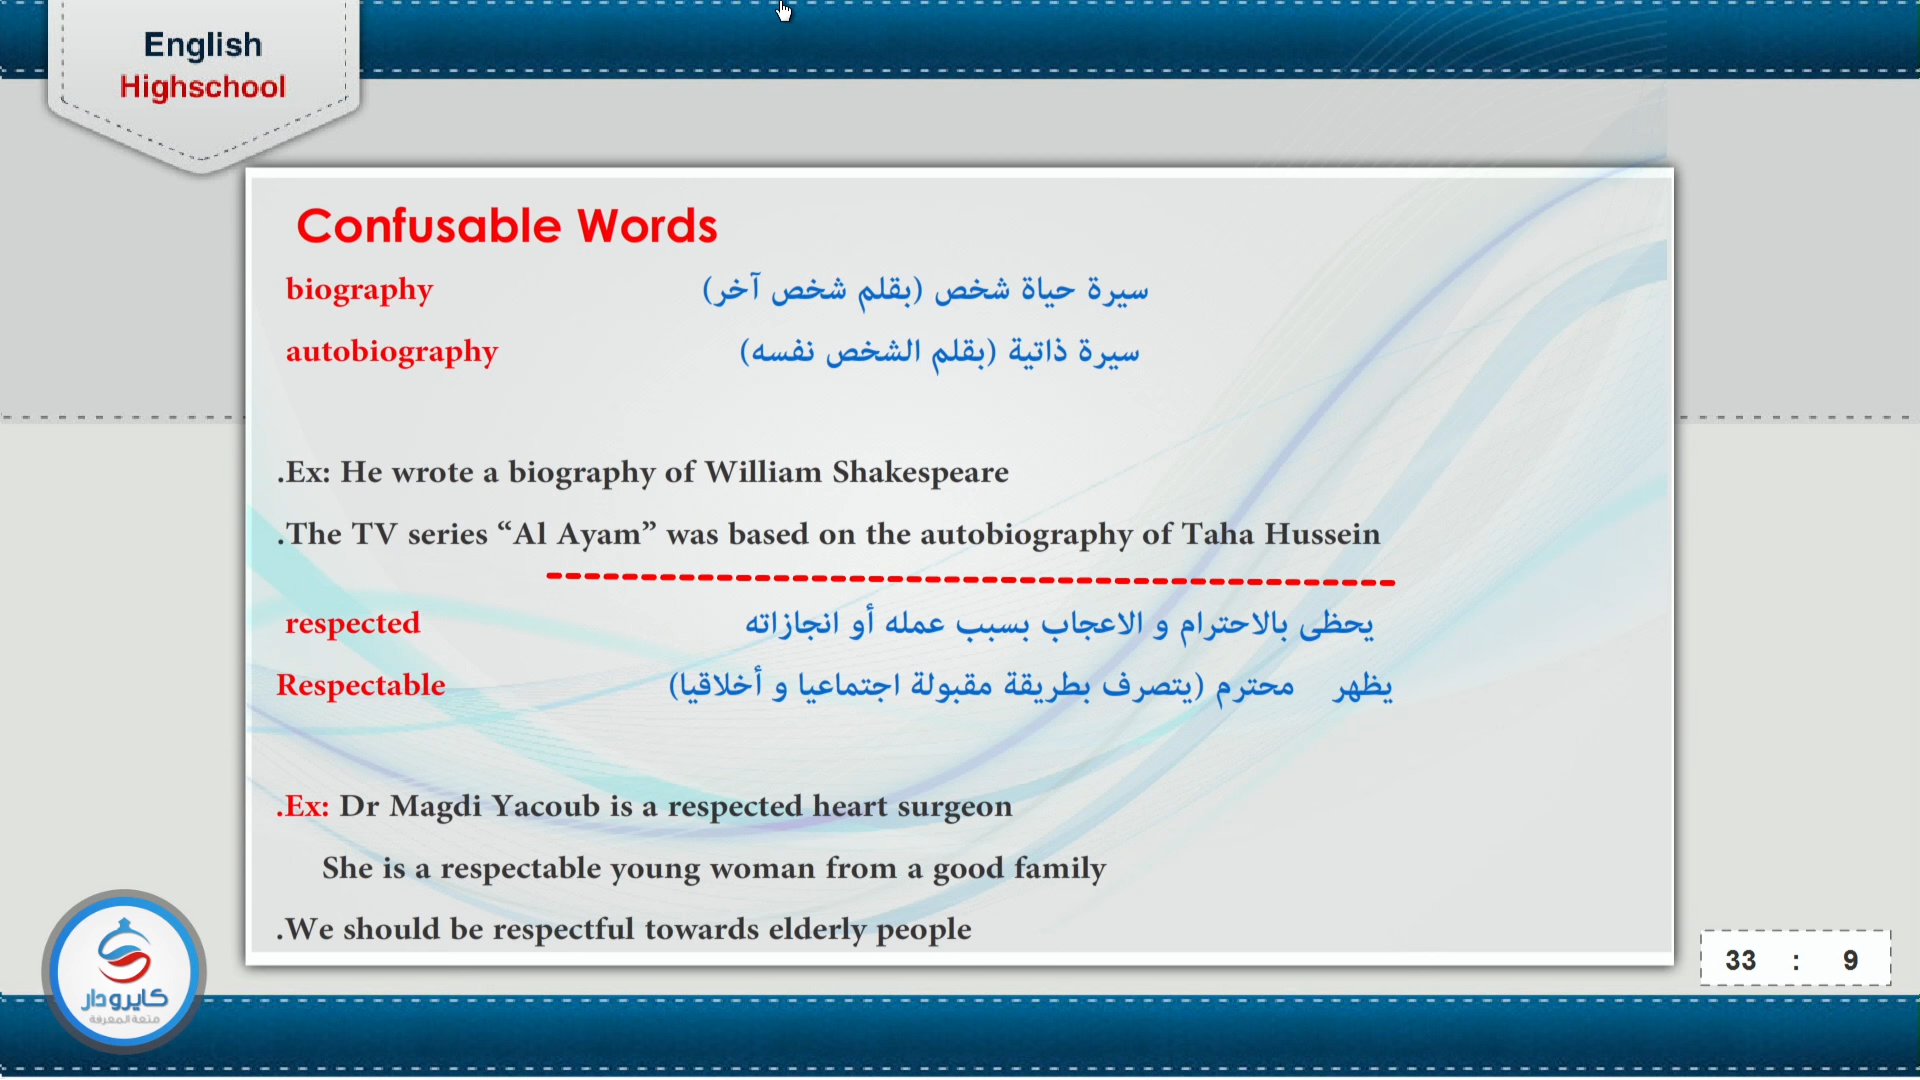 English
Highschool
Confusable Words
biography سيرة حياة شخص (بقلم شخص آخر)
autobiography سيرة ذاتية (بقلم الشخص نفسه)
.Ex: He wrote a biography of William Shakespeare
.The TV series “Al Ayam” was based on the autobiography of Taha Hussein
respected يحظى بالاحترام و الاعجاب بسبب عمله أو انجازاته
Respectable يظهر محترم (يتصرف بطريقة مقبولة اجتماعيا و أخلاقيا)
.Ex: Dr Magdi Yacoub is a respected heart surgeon
She is a respectable young woman from a good family
.We should be respectful towards elderly people
33 : 9
كايرودار
متعة المعرفة